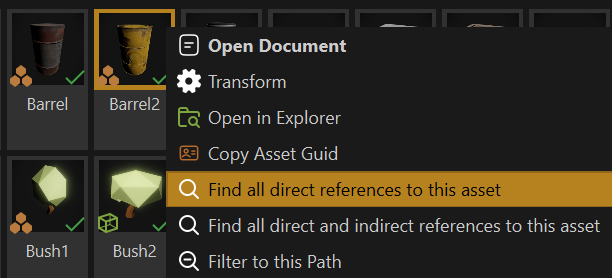 Open Document
Transform
Open in Explorer
Copy Asset Guid
Find all direct references to this asset
Find all direct and indirect references to this asset
Filter to this Path
Barrel
Barrel2
Bush1
Bush2